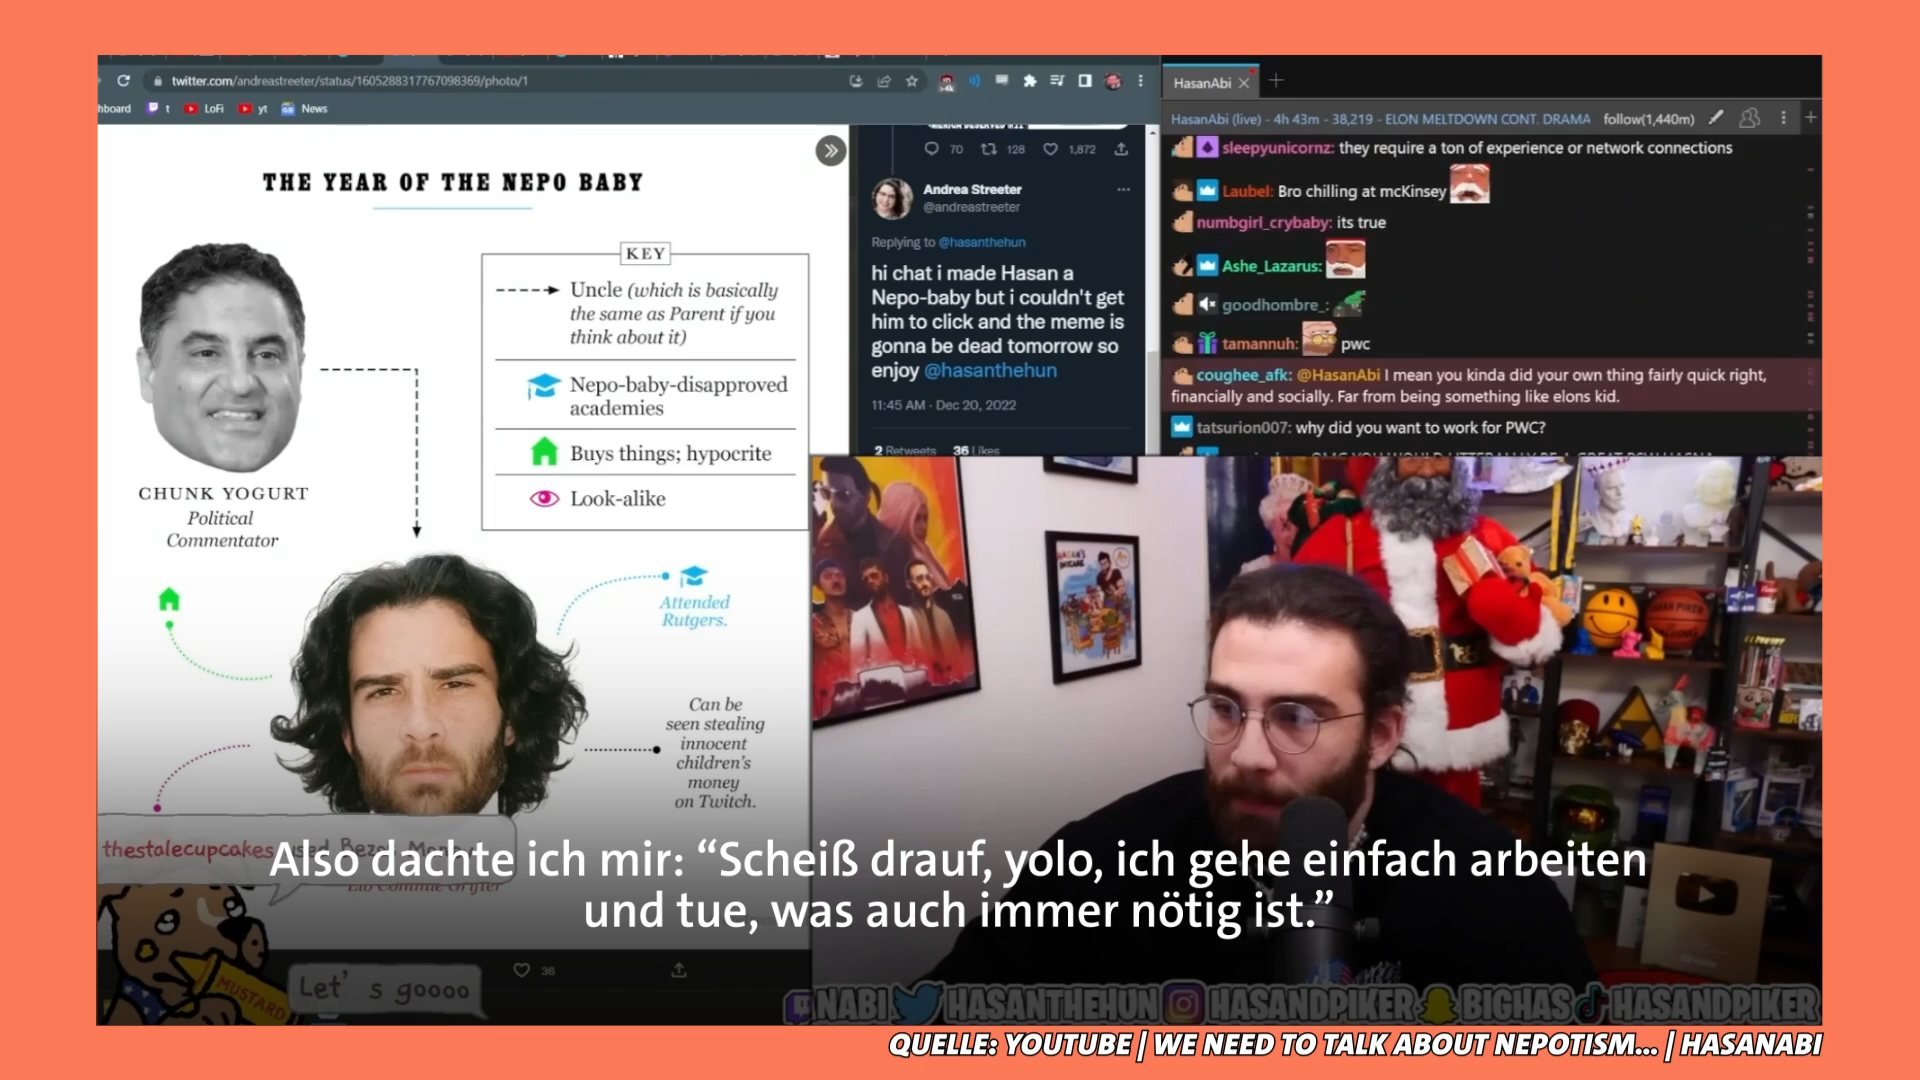 twitter.com/andreastreeter/status/1605288317767098369/photo/1
hboard
t
LoFi
yt
News
THE YEAR OF THE NEPO BABY
KEY
Uncle (which is basically
the same as Parent if you
think about it)
Nepo-baby-disapproved
academies
Buys things; hypocrite
Look-alike
CHUNK YOGURT
Political
Commentator
Attended
Rutgers.
Can be
seen stealing
innocent
children's
money
on Twitch.
70
128
1,872
Andrea Streeter
@andreastreeter
Replying to @hasanthehun
hi chat i made Hasan a
Nepo-baby but i couldn't get
him to click and the meme is
gonna be dead tomorrow so
enjoy @hasanthehun
11:45 AM · Dec 20, 2022
2 Retweets 36 Likes
HasanAbi
HasanAbi (live) - 4h 43m - 38,219 - ELON MELTDOWN CONT. DRAMA
follow(1,440m)
sleepyunicornz: they require a ton of experience or network connections
Laubel: Bro chilling at mcKinsey
numbgirl_crybaby: its true
Ashe_Lazarus:
goodhombre_:
tamannuh: pwc
coughee_afk: @HasanAbi I mean you kinda did your own thing fairly quick right,
financially and socially. Far from being something like elons kid.
tatsurion007: why did you want to work for PWC?
thestalecupcakes
Also dachte ich mir: “Scheiß drauf, yolo, ich gehe einfach arbeiten
und tue, was auch immer nötig ist.”
MUSTARD
Let's goooo
36
NABI
HASANTHEHUN
HASANDPIKER
BIGHAS
HASANDPIKER
QUELLE: YOUTUBE | WE NEED TO TALK ABOUT NEPOTISM... | HASANABI